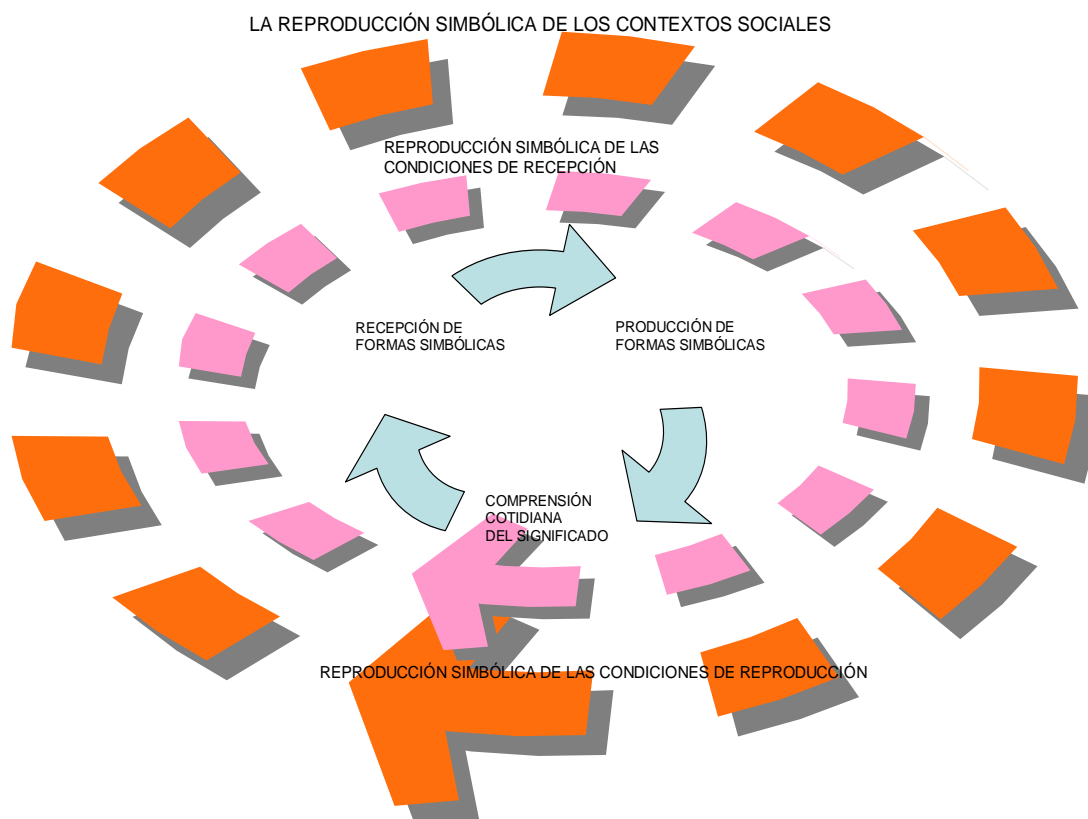 LA REPRODUCCIÓN SIMBÓLICA DE LOS CONTEXTOS SOCIALES
REPRODUCCIÓN SIMBÓLICA DE LAS
CONDICIONES DE RECEPCIÓN
RECEPCIÓN DE
FORMAS SIMBÓLICAS
PRODUCCIÓN DE
FORMAS SIMBÓLICAS
COMPRENSIÓN
COTIDIANA
DEL SIGNIFICADO
REPRODUCCIÓN SIMBÓLICA DE LAS CONDICIONES DE REPRODUCCIÓN